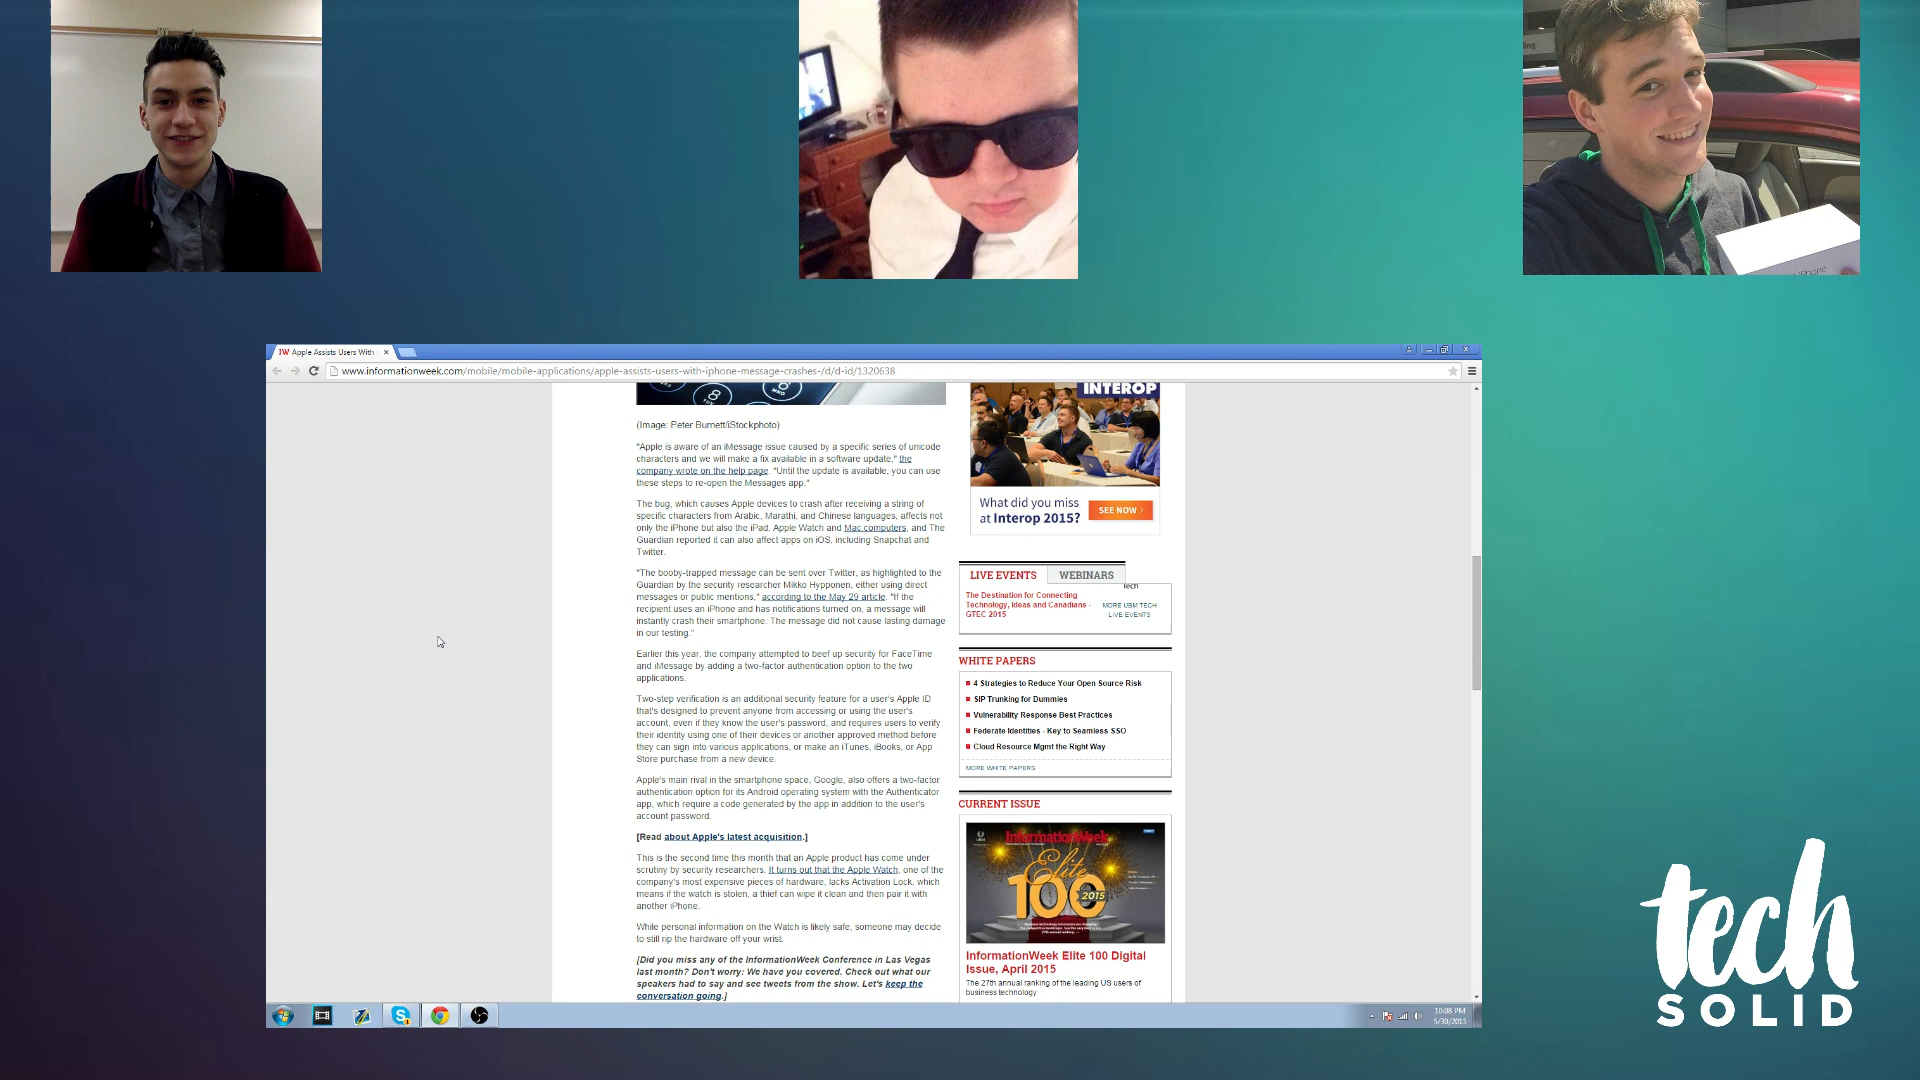 IW Apple Assists Users With
www.informationweek.com/mobile/mobile-applications/apple-assists-users-with-iphone-message-crashes-/d/d-id/1320638
(Image: Peter Burnett/iStockphoto)
"Apple is aware of an iMessage issue caused by a specific series of unicode
characters and we will make a fix available in a software update," the
company wrote on the help page. "Until the update is available, you can use
these steps to re-open the Messages app."
The bug, which causes Apple devices to crash after receiving a string of
specific characters from Arabic, Marathi, and Chinese languages, affects not
only the iPhone but also the iPad, Apple Watch and Mac computers, and The
Guardian reported it can also affect apps on iOS, including Snapchat and
Twitter.
"The booby-trapped message can be sent over Twitter, as highlighted to the
Guardian by the security researcher Mikko Hypponen, either using direct
messages or public mentions," according to the May 29 article. "If the
recipient uses an iPhone and has notifications turned on, a message will
instantly crash their smartphone. The message did not cause lasting damage
in our testing."
Earlier this year, the company attempted to beef up security for FaceTime
and iMessage by adding a two-factor authentication option to the two
applications.
Two-step verification is an additional security feature for a user's Apple ID
that's designed to prevent anyone from accessing or using the user's
account, even if they know the user's password, and requires users to verify
their identity using one of their devices or another approved method before
they can sign into various applications, or make an iTunes, iBooks, or App
Store purchase from a new device.
Apple's main rival in the smartphone space, Google, also offers a two-factor
authentication option for its Android operating system with the Authenticator
app, which require a code generated by the app in addition to the user's
account password.
[Read about Apple's latest acquisition.]
This is the second time this month that an Apple product has come under
scrutiny by security researchers. It turns out that the Apple Watch, one of the
company's most expensive pieces of hardware, lacks Activation Lock, which
means if the watch is stolen, a thief can wipe it clean and then pair it with
another iPhone.
While personal information on the Watch is likely safe, someone may decide
to still rip the hardware off your wrist.
[Did you miss any of the InformationWeek Conference in Las Vegas
last month? Don't worry: We have you covered. Check out what our
speakers had to say and see tweets from the show. Let's keep the
conversation going.]
INTEROP
What did you miss
at Interop 2015?
SEE NOW
LIVE EVENTS
WEBINARS
Tech
The Destination for Connecting
Technology, Ideas and Canadians -
GTEC 2015
MORE UBM TECH
LIVE EVENTS
WHITE PAPERS
4 Strategies to Reduce Your Open Source Risk
SIP Trunking for Dummies
Vulnerability Response Best Practices
Federate Identities - Key to Seamless SSO
Cloud Resource Mgmt the Right Way
MORE WHITE PAPERS
CURRENT ISSUE
InformationWeek
Elite
100
2015
InformationWeek Elite 100 Digital
Issue, April 2015
The 27th annual ranking of the leading US users of
business technology
10:08 PM
5/30/2015
tech
SOLID
iPhone